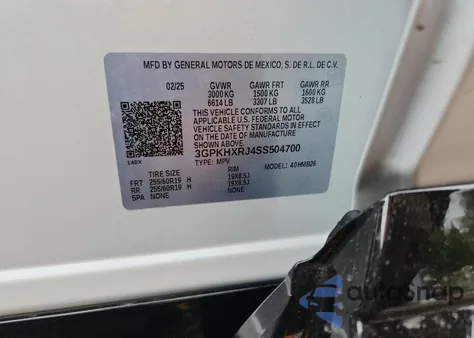 MFD BY GENERAL MOTORS DE MEXICO, S. DE R.L. DE C.V.
02/25 GVWR GAWR FRT GAWR RR
3000 KG 1500 KG 1600 KG
6614 LB 3307 LB 3528 LB
THIS VEHICLE CONFORMS TO ALL
APPLICABLE U.S. FEDERAL MOTOR
VEHICLE SAFETY STANDARDS IN EFFECT
ON THE DATE OF MANUFACTURE
SHOWN ABOVE.
3GPKHXRJ4SS504700
140X TYPE: MPV MODEL: 40HMB26
TIRE SIZE RIM
FRT 255/60R19 H 19X8.5J
RR 255/60R19 H 19X8.5J
SPA NONE NONE
autosnap